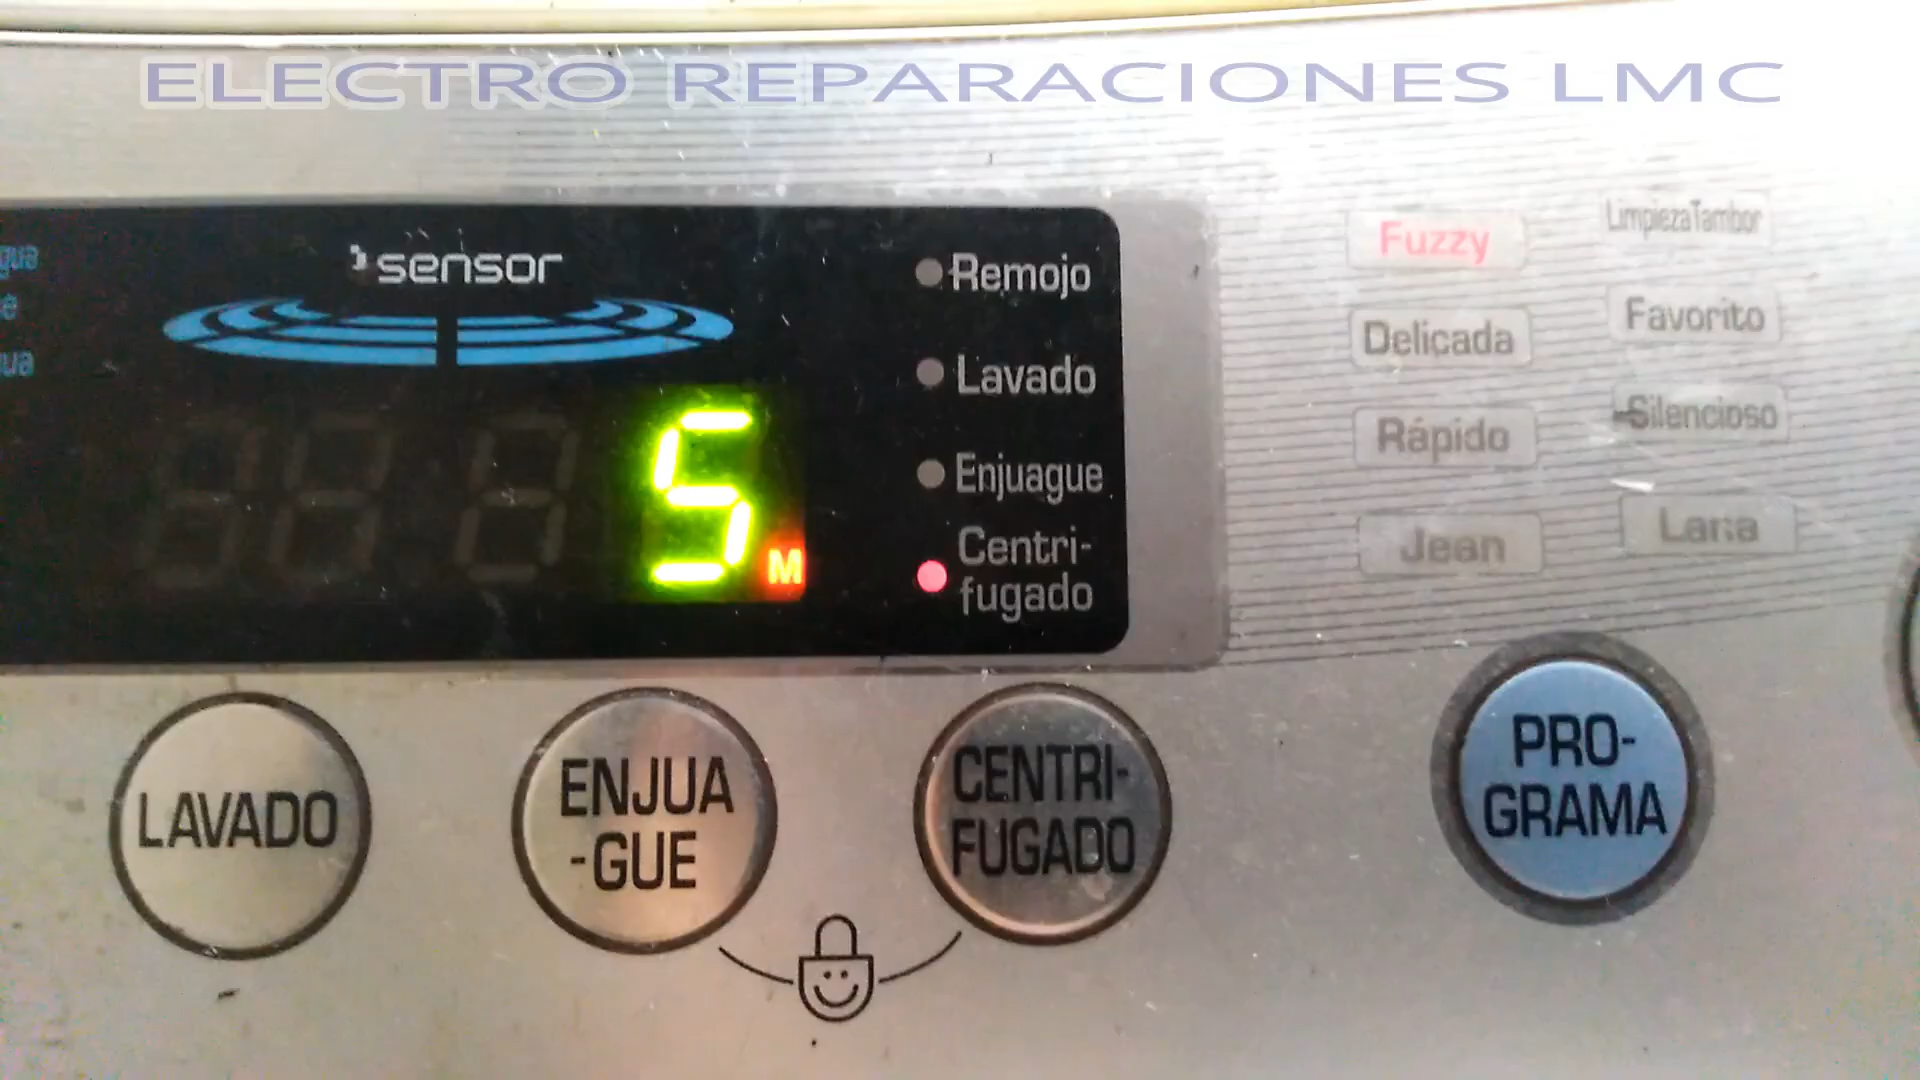 ELECTRO REPARACIONES LMC
sensor
Remojo
Lavado
Enjuague
Centri-
fugado
5
M
Fuzzy
LimpiezaTambor
Delicada
Favorito
Rápido
Silencioso
Jean
Lana
LAVADO
ENJUA
-GUE
CENTRI-
FUGADO
PRO-
GRAMA